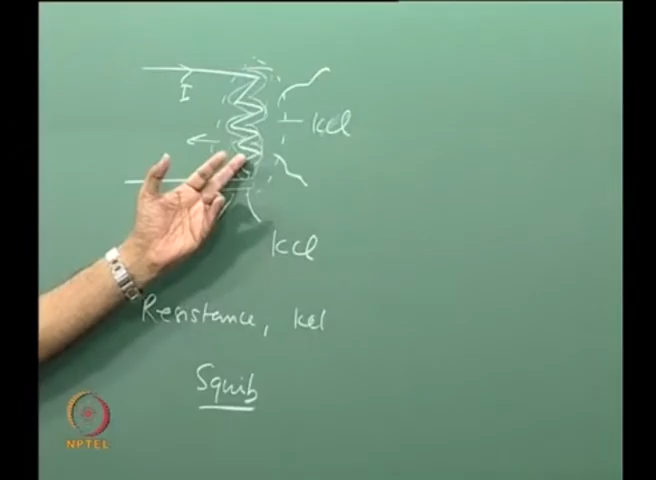 I
KCl
KCl
Resistance, KCl
Squib
NPTEL